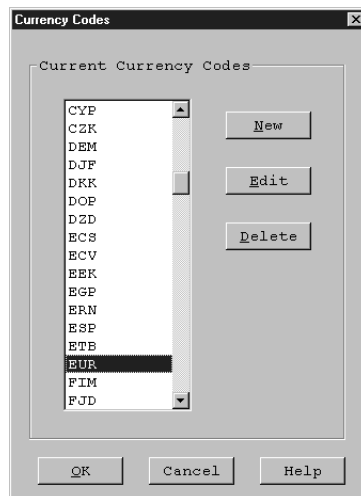 Currency Codes
Current Currency Codes
CYP
CZK
DEM
DJF
DKK
DOP
DZD
ECS
ECV
EEK
EGP
ERN
ESP
ETB
EUR
FIM
FJD
New
Edit
Delete
OK Cancel Help